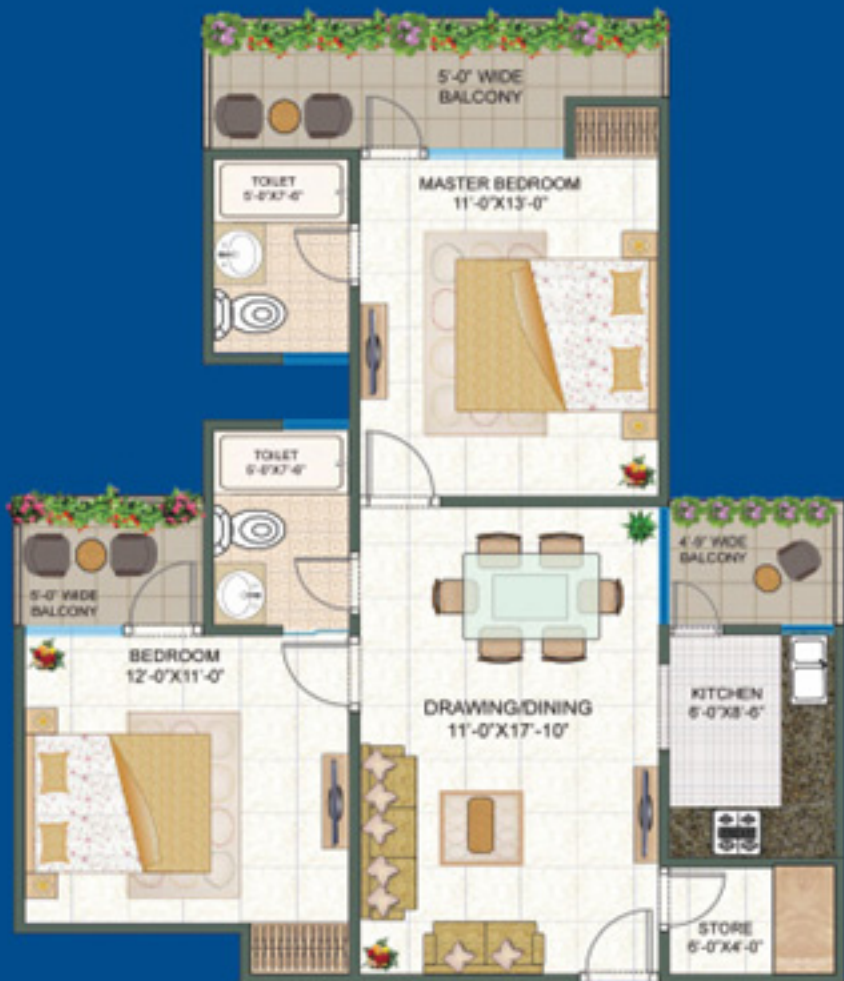 5'-0" WIDE
BALCONY
TOILET
5'-0"X7'-6"
MASTER BEDROOM
11'-0"X13'-0"
TOILET
5'-0"X7'-6"
5'-0" WIDE
BALCONY
4'-9" WIDE
BALCONY
BEDROOM
12'-0"X11'-0"
DRAWING/DINING
11'-0"X17'-10"
KITCHEN
6'-0"X8'-6"
STORE
6'-0"X4'-0"